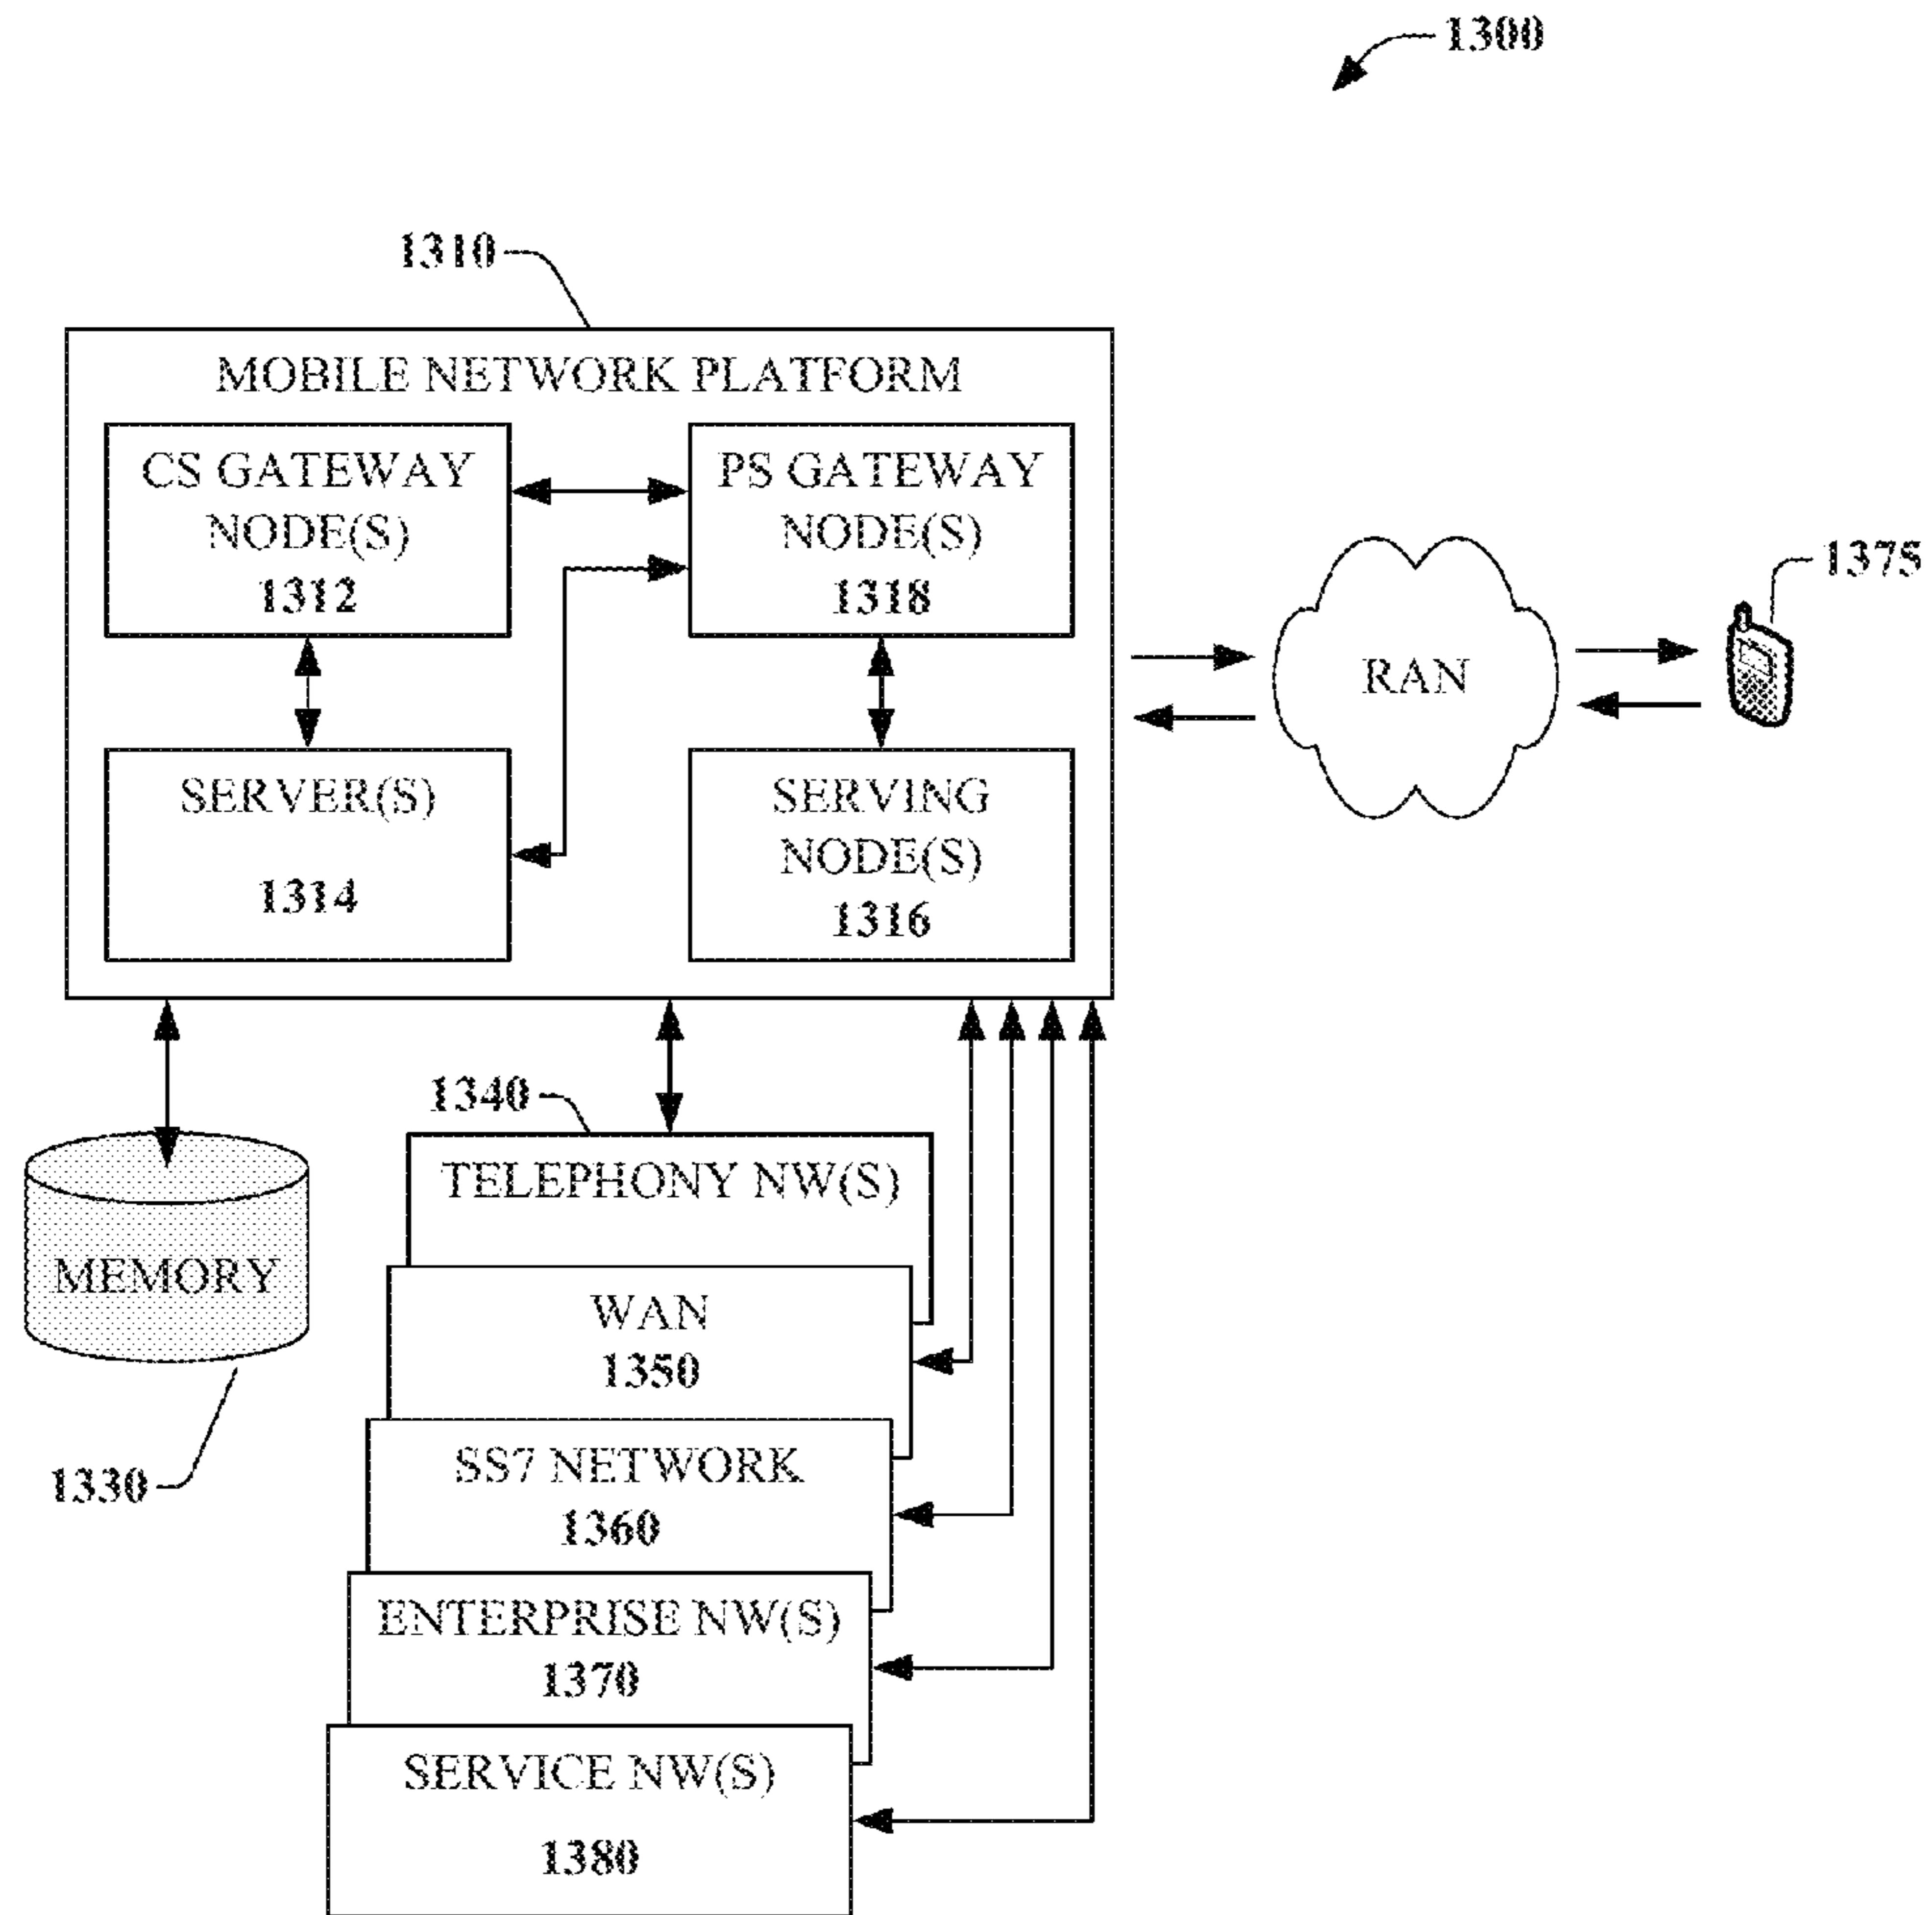 1300
1310
MOBILE NETWORK PLATFORM
CS GATEWAY
NODE(S)
1312
PS GATEWAY
NODE(S)
1318
SERVER(S)
1314
SERVING
NODE(S)
1316
RAN
1375
1340
TELEPHONY NW(S)
MEMORY
1330
WAN
1350
SS7 NETWORK
1360
ENTERPRISE NW(S)
1370
SERVICE NW(S)
1380